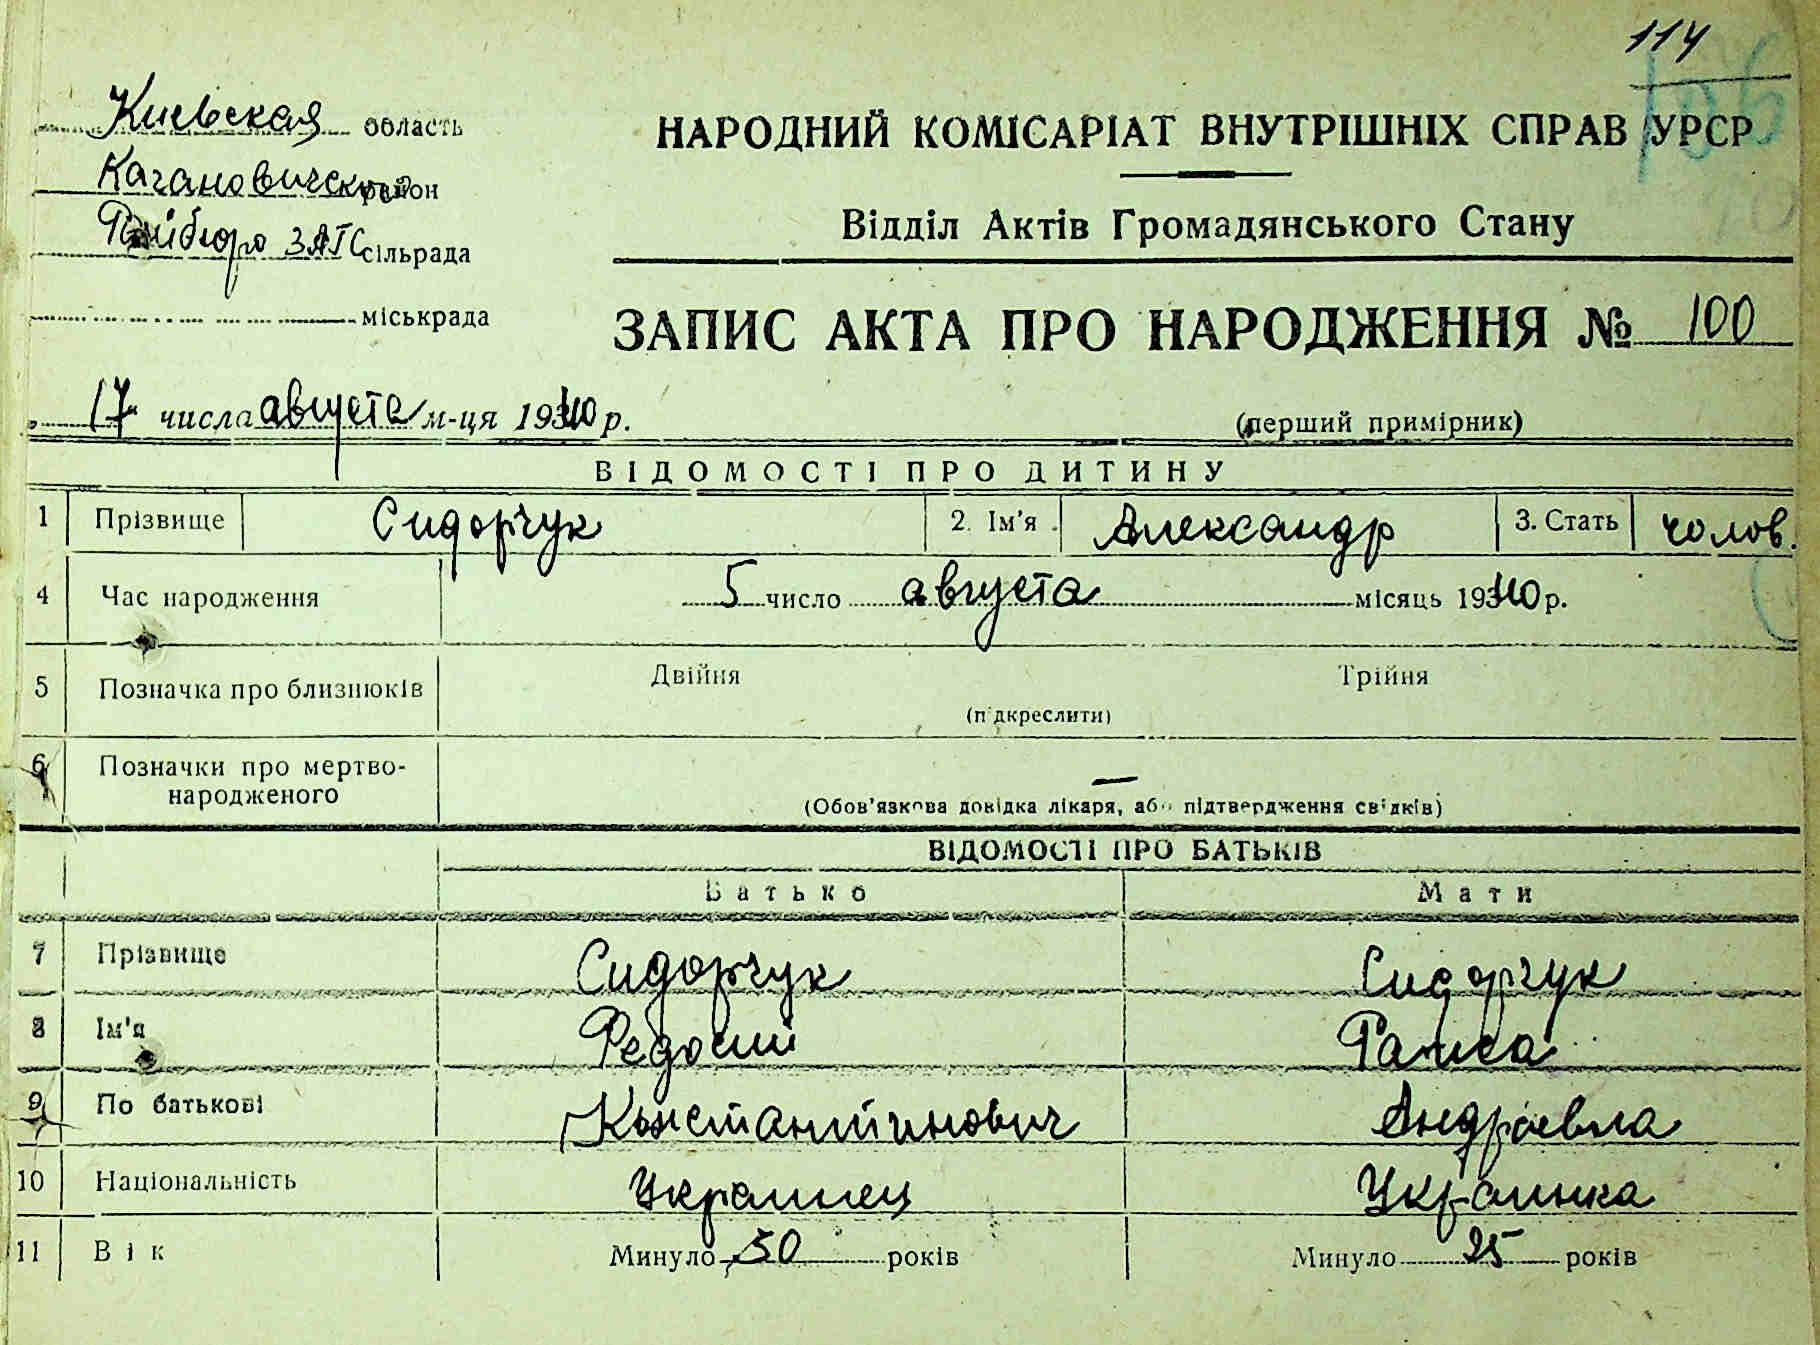 114
Киевская область
Кагановичский район
Райбюро ЗАГС сільрада
міськрада
НАРОДНИЙ КОМІСАРІАТ ВНУТРІШНІХ СПРАВ УРСР
Відділ Актів Громадянського Стану
ЗАПИС АКТА ПРО НАРОДЖЕННЯ № 100
"17" числа августа м-ця 1940 р.
(перший примірник)
ВІДОМОСТІ ПРО ДИТИНУ
1 Прізвище Сидорчук 2. Ім'я Александр 3. Стать чолов.
4 Час народження 5 число августа місяць 1940 р.
5 Позначка про близнюків Двійня Трійня
(підкреслити)
6 Позначки про мертво-
народженого
(Обов'язкова довідка лікаря, або підтвердження свідків)
ВІДОМОСТІ ПРО БАТЬКІВ
Батько Мати
7 Прізвище Сидорчук Сидорчук
8 Ім'я Федосий Раиса
9 По батькові Константинович Андреевна
10 Національність Украинец Украинка
11 Вік Минуло 30 років Минуло 25 років